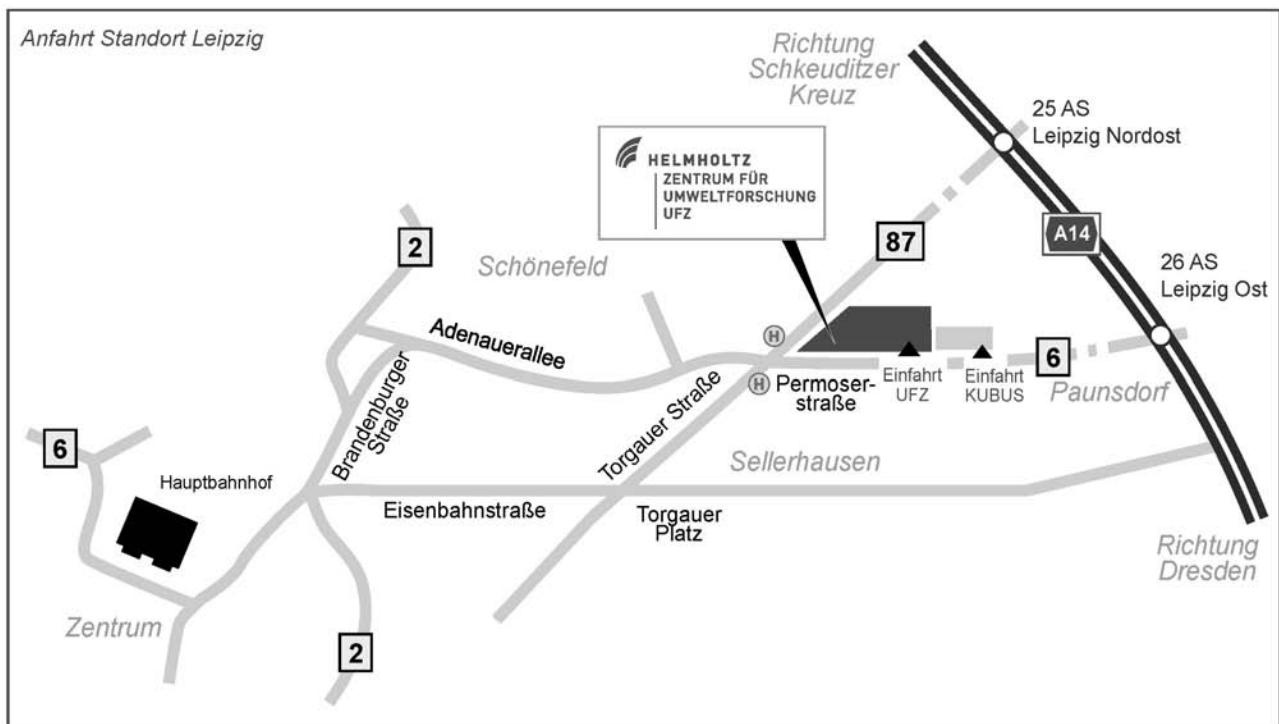 Anfahrt Standort Leipzig
Richtung
Schkeuditzer
Kreuz
25 AS
Leipzig Nordost
HELMHOLTZ
ZENTRUM FÜR
UMWELTFORSCHUNG
UFZ
2
87
A14
Schönefeld
26 AS
Leipzig Ost
Adenauerallee
H
H
6
Permoser-
straße
Einfahrt
UFZ
Einfahrt
KUBUS
Paunsdorf
Brandenburger
Straße
Torgauer Straße
6
Hauptbahnhof
Sellerhausen
Eisenbahnstraße
Torgauer
Platz
Richtung
Dresden
Zentrum
2